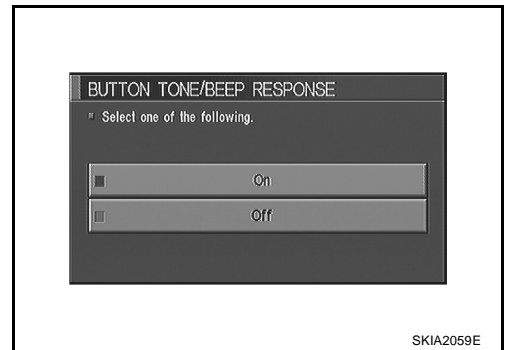 BUTTON TONE/BEEP RESPONSE
Select one of the following.
On
Off
SKIA2059E